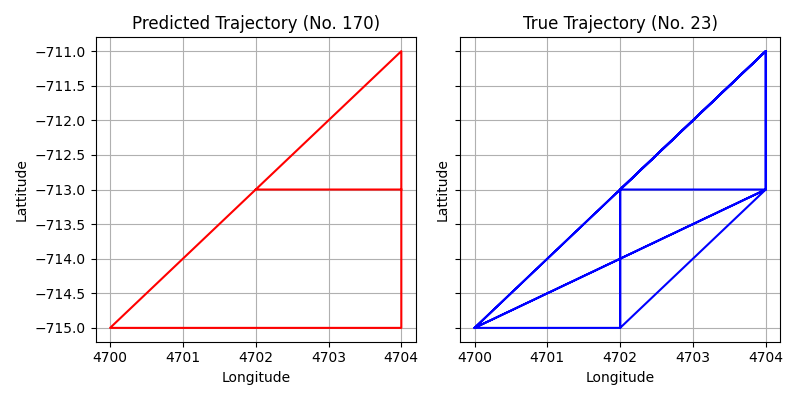 Predicted Trajectory (No. 170)
−711.0
−711.5
−712.0
−712.5
−713.0
−713.5
−714.0
−714.5
−715.0
Lattitude
4700 4701 4702 4703 4704
Longitude
True Trajectory (No. 23)
Lattitude
4700 4701 4702 4703 4704
Longitude